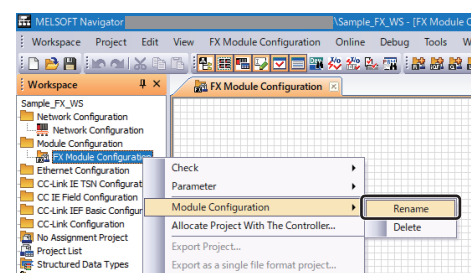 MELSOFT Navigator \Sample_FX_WS - [FX Module C
Workspace Project Edit View FX Module Configuration Online Debug Tools W
Workspace
FX Module Configuration
Sample_FX_WS
Network Configuration
Network Configuration
Module Configuration
FX Module Configuration
Ethernet Configuration
CC-Link IE TSN Configurat
CC IE Field Configuration
CC-Link IEF Basic Configur
CC-Link Configuration
No Assignment Project
Project List
Structured Data Types
Check
Parameter
Module Configuration
Allocate Project With The Controller...
Export Project...
Export as a single file format project...
Rename
Delete